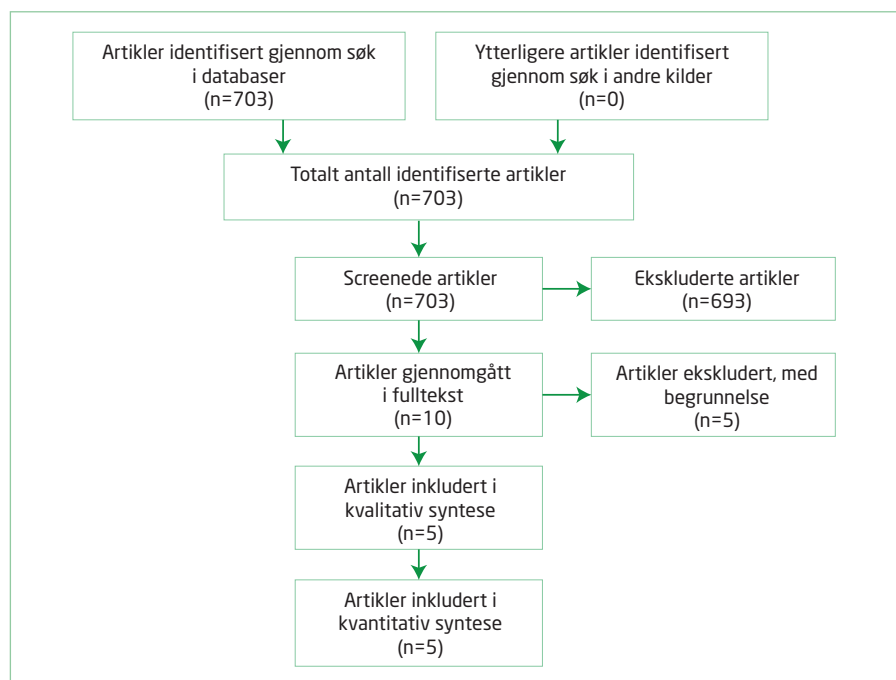 Artikler identifisert gjennom søk
i databaser
(n=703)
Ytterligere artikler identifisert
gjennom søk i andre kilder
(n=0)
Totalt antall identifiserte artikler
(n=703)
Screenede artikler
(n=703)
Ekskluderte artikler
(n=693)
Artikler gjennomgått
i fulltekst
(n=10)
Artikler ekskludert, med
begrunnelse
(n=5)
Artikler inkludert i
kvalitativ syntese
(n=5)
Artikler inkludert i
kvantitativ syntese
(n=5)